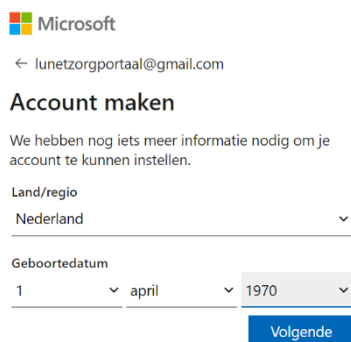 Microsoft
← lunetzorgportaal@gmail.com
Account maken
We hebben nog iets meer informatie nodig om je
account te kunnen instellen.
Land/regio
Nederland
Geboortedatum
1 april 1970
Volgende